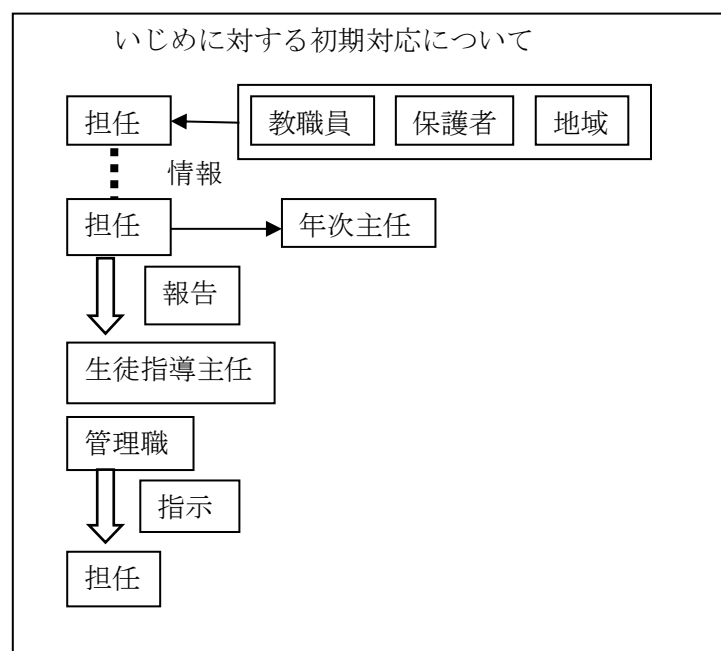 いじめに対する初期対応について
担任 教職員 保護者 地域
情報
担任 年次主任
報告
生徒指導主任
管理職
指示
担任